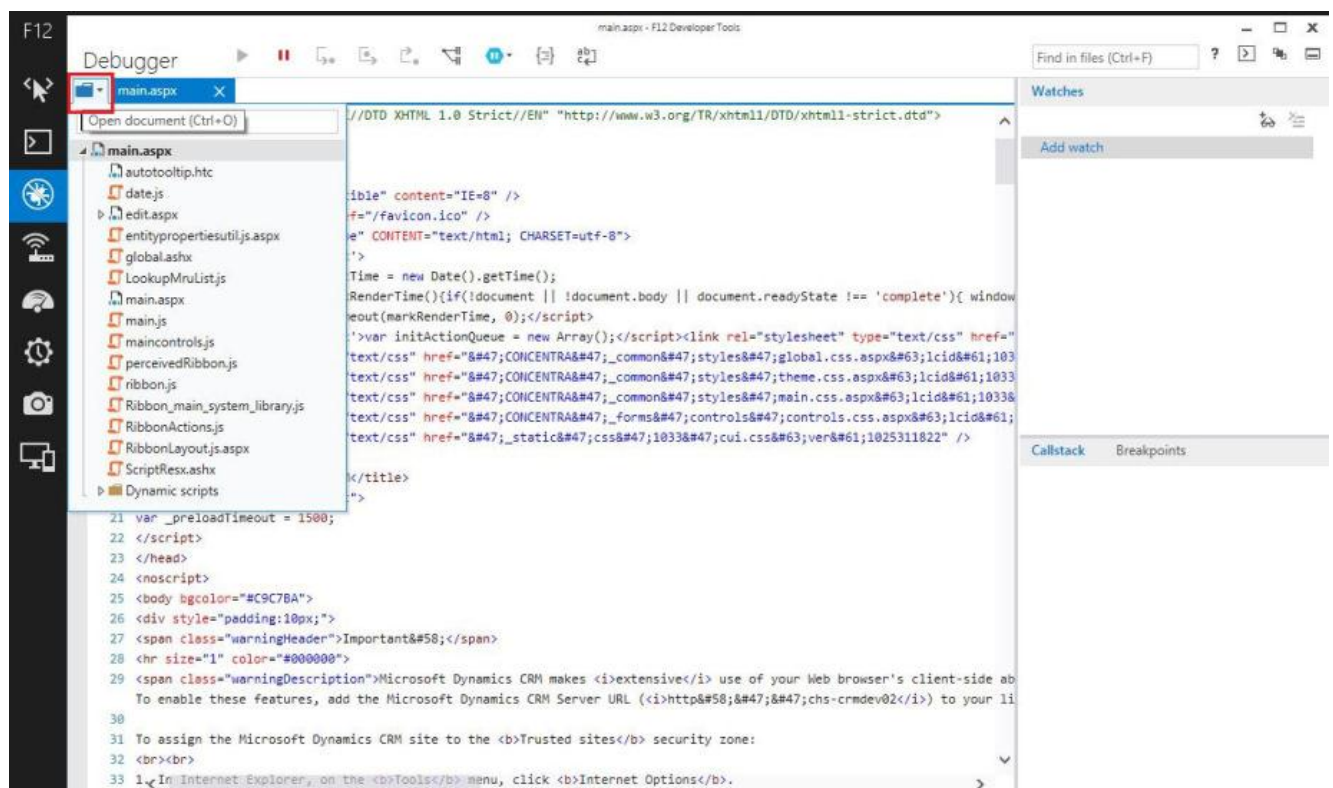 F12
main.aspx - F12 Developer Tools
Debugger
Find in files (Ctrl+F)
?
main.aspx
Watches
Open document (Ctrl+O)
//DTD XHTML 1.0 Strict//EN" "http://www.w3.org/TR/xhtml1/DTD/xhtml1-strict.dtd">
Add watch
main.aspx
autotooltip.htc
date.js
ible" content="IE=8" />
edit.aspx
f="/favicon.ico" />
entitypropertiesutil.js.aspx
e" CONTENT="text/html; CHARSET=utf-8">
global.ashx
'>
LookupMruList.js
Time = new Date().getTime();
main.aspx
RenderTime(){if(!document || !document.body || document.readyState !== 'complete'){ window
main.js
eout(markRenderTime, 0);</script>
maincontrols.js
'>var initActionQueue = new Array();</script><link rel="stylesheet" type="text/css" href="
perceivedRibbon.js
text/css" href="&#47;CONCENTRA&#47;_common&#47;styles&#47;global.css.aspx&#63;lcid&#61;103
ribbon.js
text/css" href="&#47;CONCENTRA&#47;_common&#47;styles&#47;theme.css.aspx&#63;lcid&#61;1033
Ribbon_main_system_library.js
text/css" href="&#47;CONCENTRA&#47;_common&#47;styles&#47;main.css.aspx&#63;lcid&#61;1033&
RibbonActions.js
text/css" href="&#47;CONCENTRA&#47;_forms&#47;controls&#47;controls.css.aspx&#63;lcid&#61;
RibbonLayout.js.aspx
text/css" href="&#47;_static&#47;css&#47;1033&#47;cui.css&#63;ver&#61;1025311822" />
Callstack Breakpoints
ScriptResx.ashx
</title>
Dynamic scripts
">
21 var _preloadTimeout = 1500;
22 </script>
23 </head>
24 <noscript>
25 <body bgcolor="#C9C7BA">
26 <div style="padding:10px;">
27 <span class="warningHeader">Important&#58;</span>
28 <hr size="1" color="#000000">
29 <span class="warningDescription">Microsoft Dynamics CRM makes <i>extensive</i> use of your Web browser's client-side ab
To enable these features, add the Microsoft Dynamics CRM Server URL (<i>http&#58;&#47;&#47;chs-crmdev02</i>) to your li
30
31 To assign the Microsoft Dynamics CRM site to the <b>Trusted sites</b> security zone:
32 <br><br>
33 1. In Internet Explorer, on the <b>Tools</b> menu, click <b>Internet Options</b>.